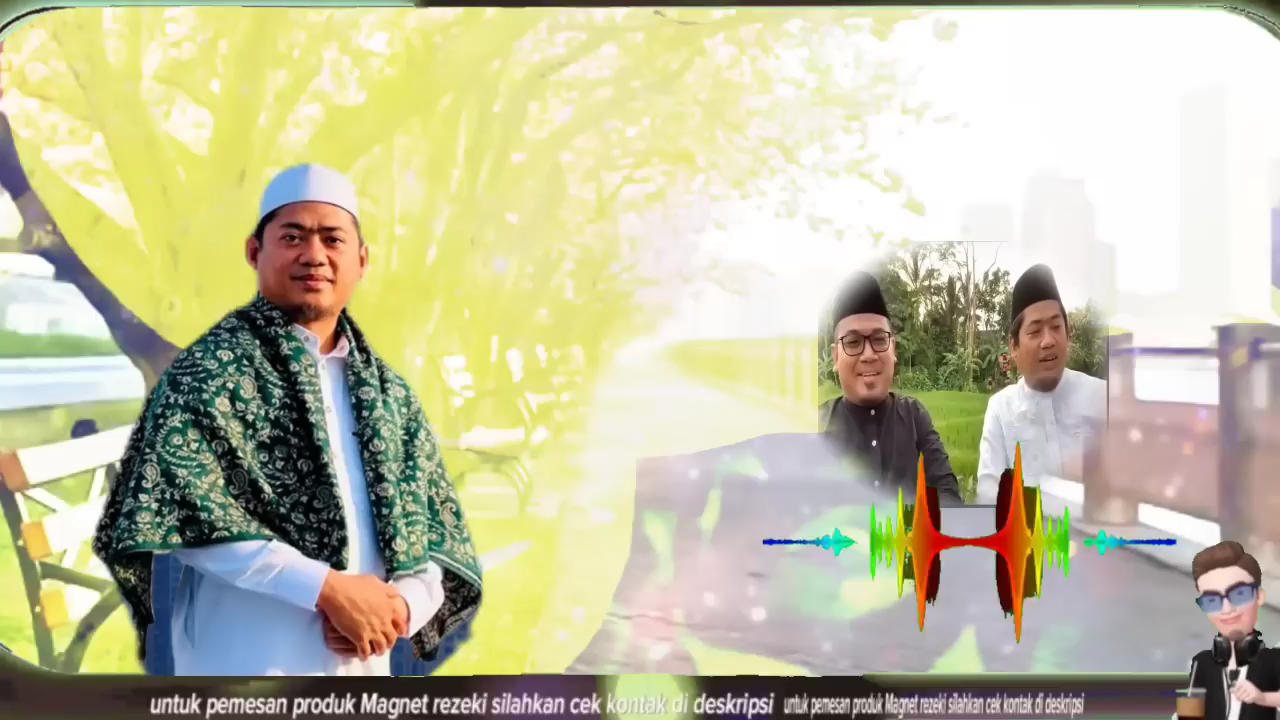 untuk pemesan produk Magnet rezeki silahkan cek kontak di deskripsi untuk pemesan produk Magnet rezeki silahkan cek kontak di deskripsi